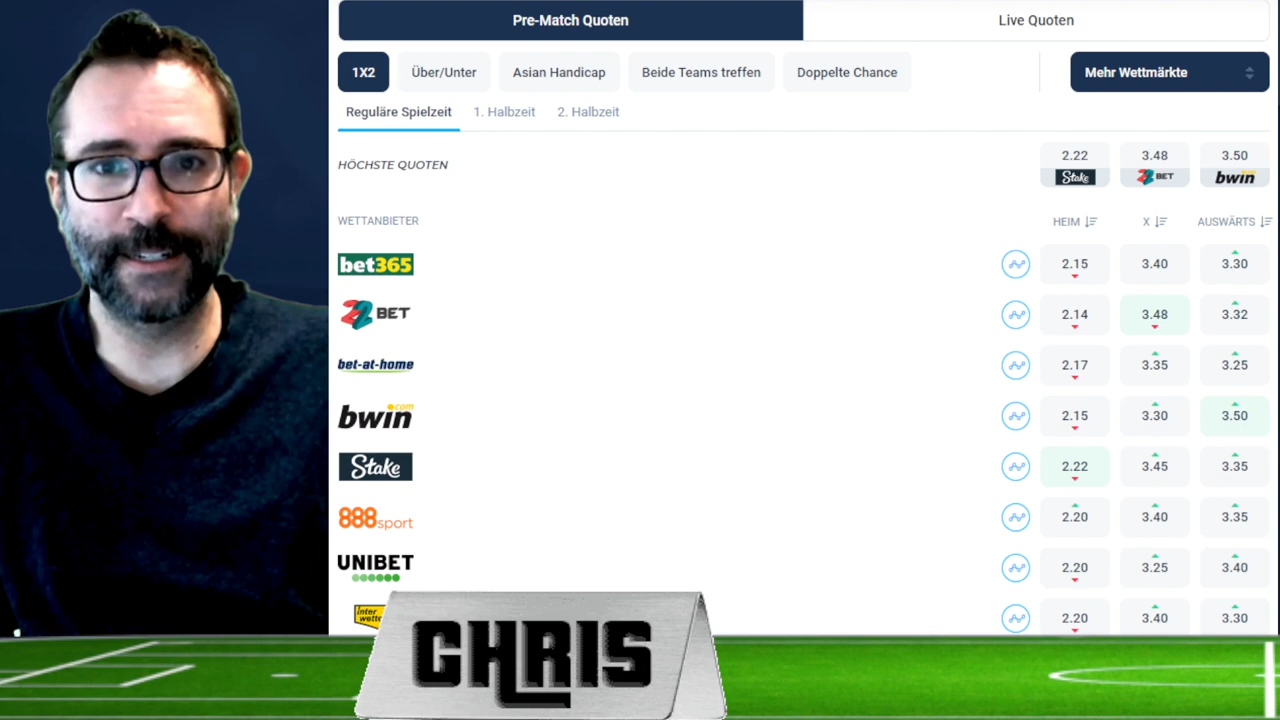 Pre-Match Quoten
Live Quoten
1X2
Über/Unter
Asian Handicap
Beide Teams treffen
Doppelte Chance
Mehr Wettmärkte
Reguläre Spielzeit
1. Halbzeit
2. Halbzeit
HÖCHSTE QUOTEN
2.22
3.48
3.50
Stake
22 BET
bwin
WETTANBIETER
HEIM
X
AUSWÄRTS
bet365
2.15
3.40
3.30
22 BET
2.14
3.48
3.32
bet-at-home
2.17
3.35
3.25
bwin.com
2.15
3.30
3.50
Stake
2.22
3.45
3.35
888sport
2.20
3.40
3.35
UNIBET
2.20
3.25
3.40
inter
2.20
3.40
3.30
CHRIS